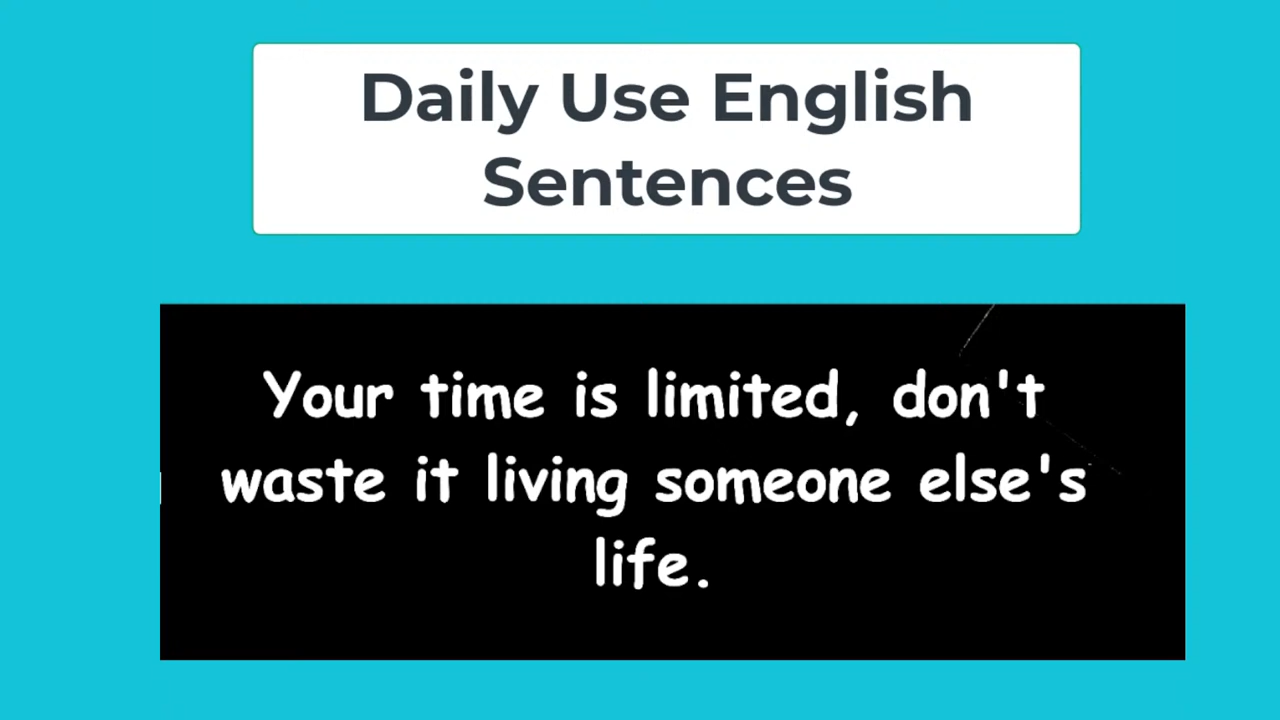 Daily Use English
Sentences
Your time is limited, don't
waste it living someone else's
life.